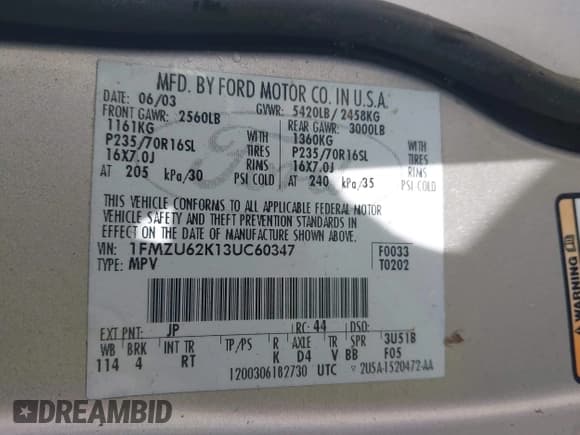 MFD. BY FORD MOTOR CO. IN U.S.A.
DATE: 06/03 GVWR: 5420LB / 2458KG
FRONT GAWR: 2560LB REAR GAWR: 3000LB
1161KG WITH 1360KG WITH
P235/70R16SL TIRES P235/70R16SL TIRES
16X7.0J RIMS 16X7.0J RIMS
AT 205 kPa/30 PSI COLD AT 240 kPa/35 PSI COLD
THIS VEHICLE CONFORMS TO ALL APPLICABLE FEDERAL MOTOR
VEHICLE SAFETY AND THEFT PREVENTION STANDARDS IN
EFFECT ON THE DATE OF MANUFACTURE SHOWN ABOVE.
VIN: 1FMZU62K13UC60347 F0033
TYPE: MPV T0202
EXT PNT: JP RC: 44 DSO:
WB BRK INT TR TP/PS R AXLE TR SPR 3U51B
114 4 RT K D4 V BB F05
1200306182730 UTC 2U5A-1520472-AA
Ford
WARNING
DREAMBID